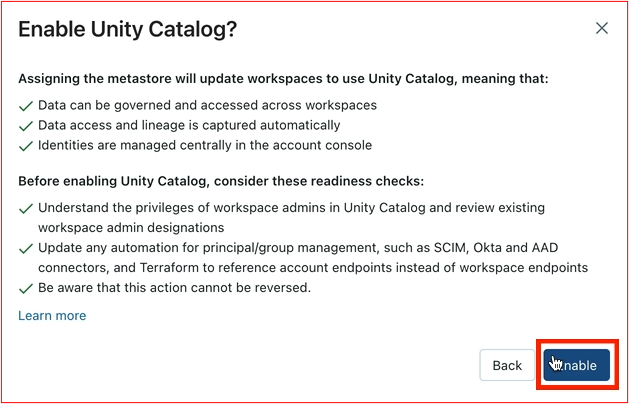 Enable Unity Catalog?
Assigning the metastore will update workspaces to use Unity Catalog, meaning that:
Data can be governed and accessed across workspaces
Data access and lineage is captured automatically
Identities are managed centrally in the account console
Before enabling Unity Catalog, consider these readiness checks:
Understand the privileges of workspace admins in Unity Catalog and review existing
workspace admin designations
Update any automation for principal/group management, such as SCIM, Okta and AAD
connectors, and Terraform to reference account endpoints instead of workspace endpoints
Be aware that this action cannot be reversed.
Learn more
Back
Enable